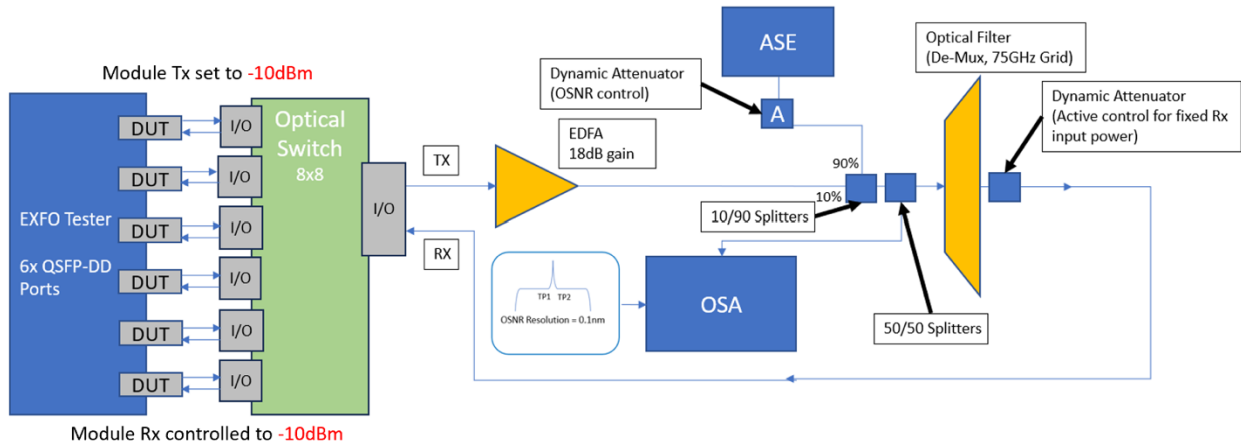 Module Tx set to -10dBm
EXFO Tester
6x QSFP-DD
Ports
DUT
DUT
DUT
DUT
DUT
DUT
I/O
I/O
I/O
I/O
I/O
I/O
Optical
Switch
8x8
I/O
Module Rx controlled to -10dBm
TX
RX
EDFA
18dB gain
Dynamic Attenuator
(OSNR control)
ASE
A
90%
10%
10/90 Splitters
TP1 TP2
OSNR Resolution = 0.1nm
OSA
50/50 Splitters
Optical Filter
(De-Mux, 75GHz Grid)
Dynamic Attenuator
(Active control for fixed Rx
input power)